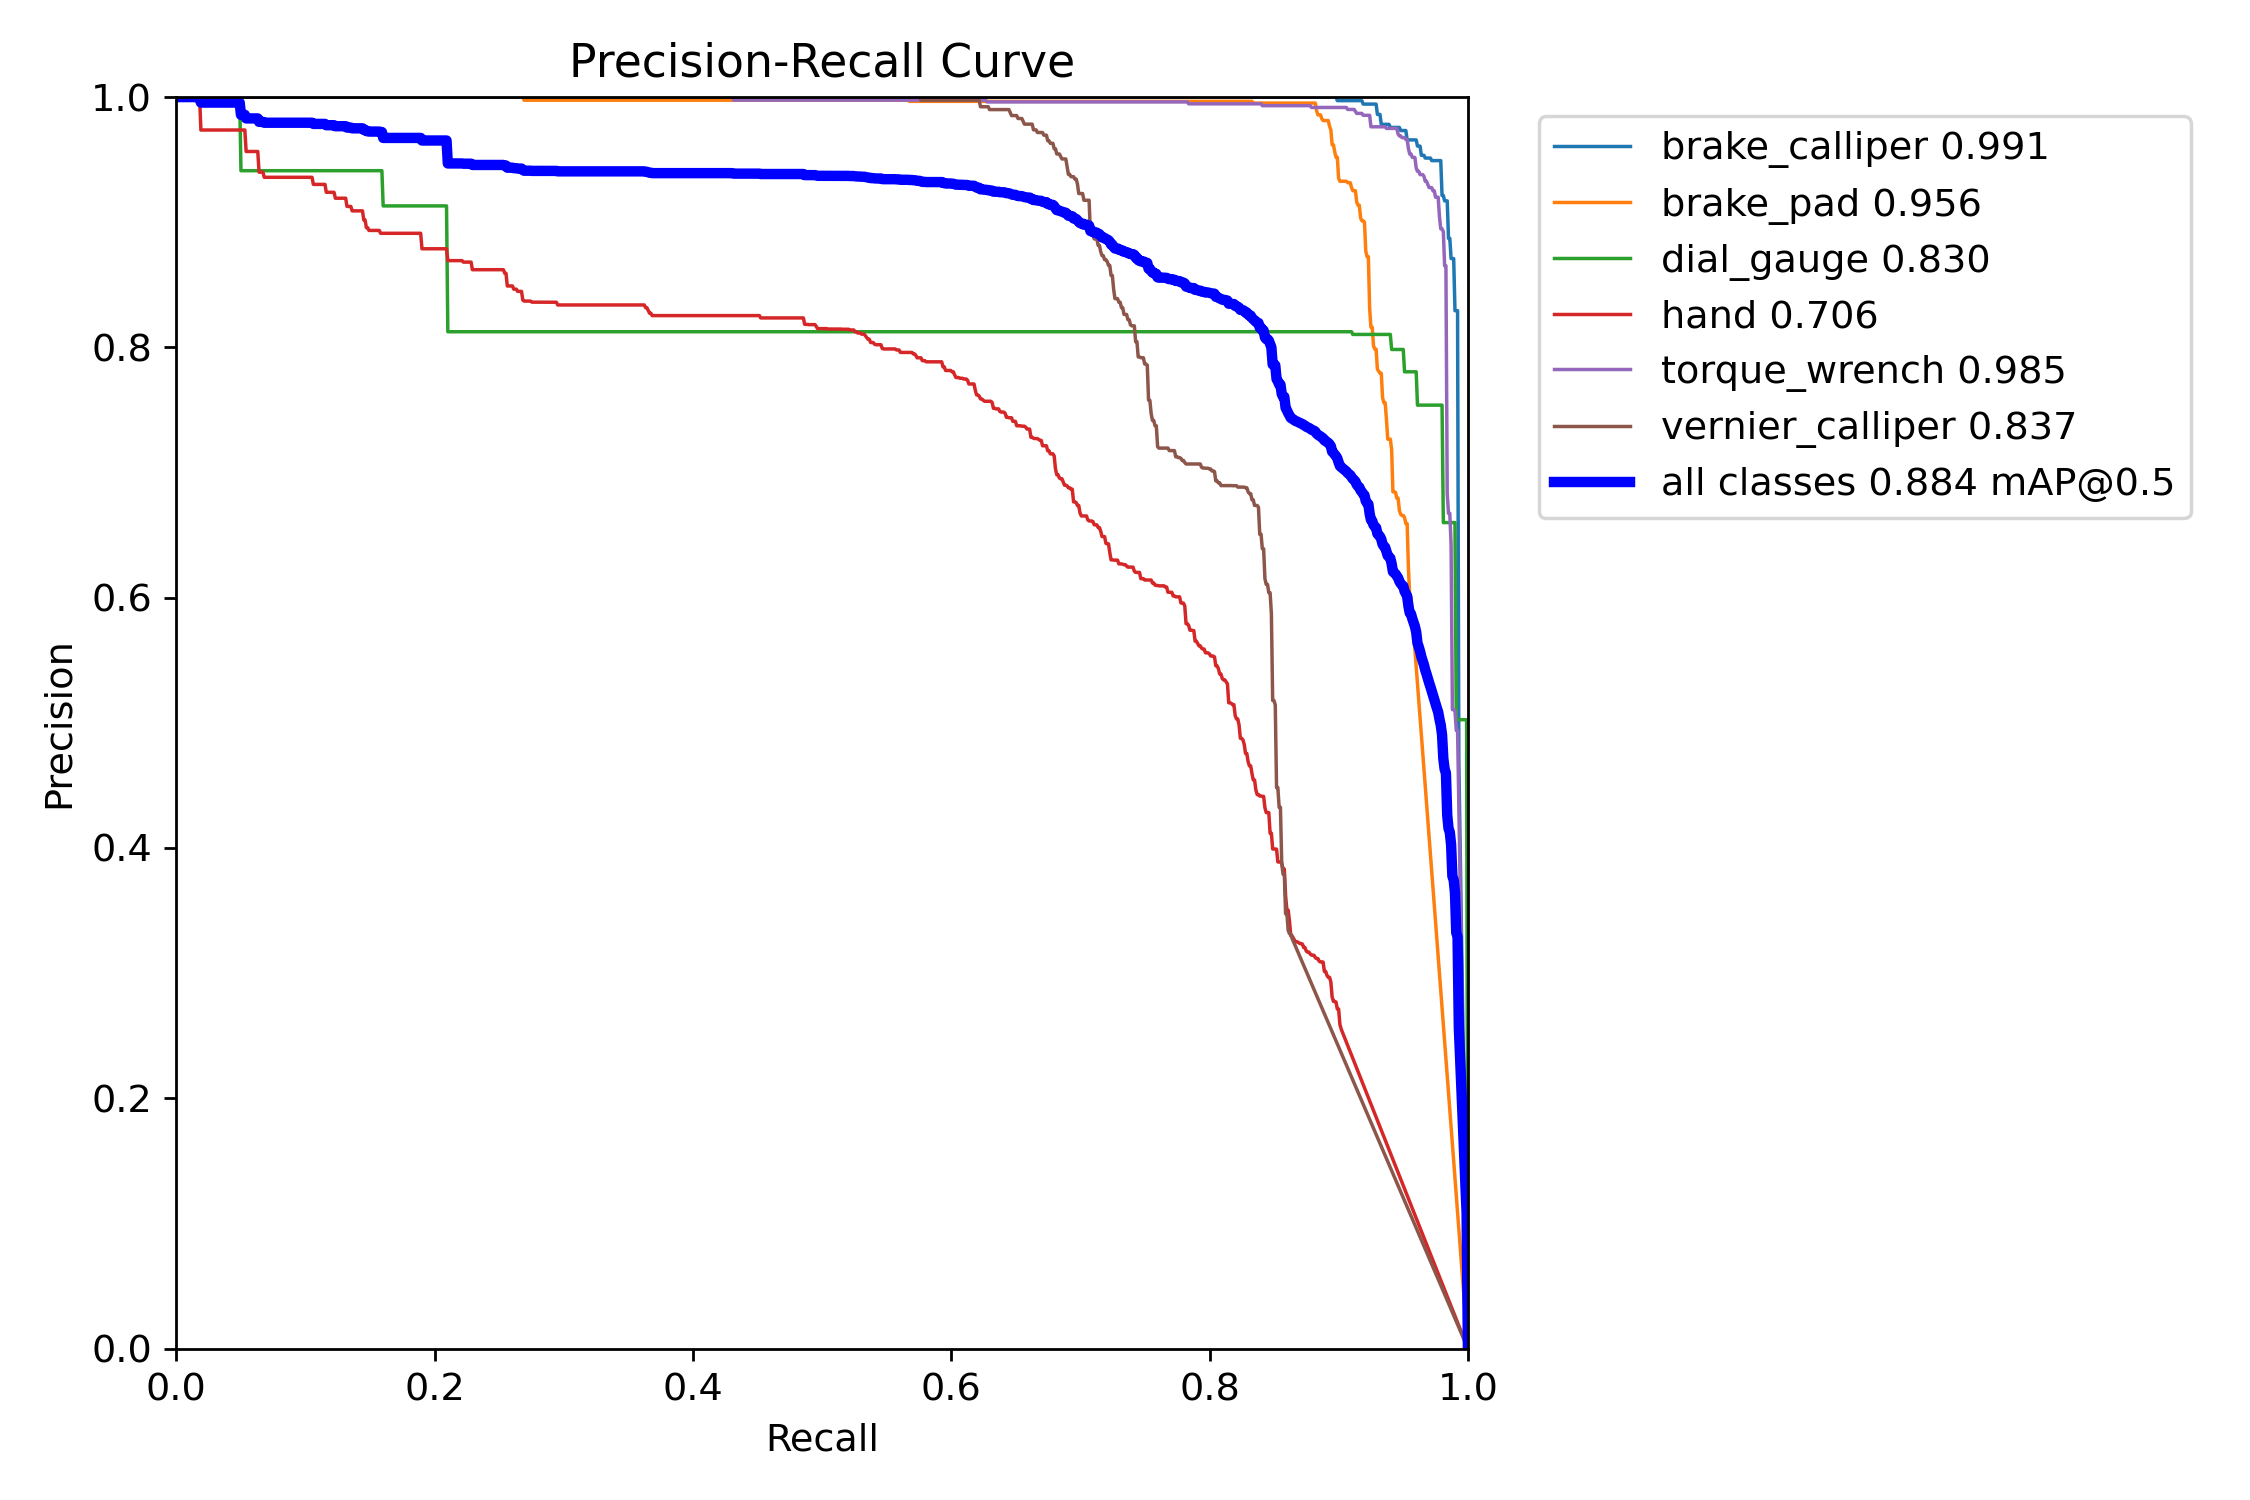 Precision-Recall Curve
1.0
0.8
0.6
0.4
0.2
0.0
Precision
0.0 0.2 0.4 0.6 0.8 1.0
Recall
brake_calliper 0.991
brake_pad 0.956
dial_gauge 0.830
hand 0.706
torque_wrench 0.985
vernier_calliper 0.837
all classes 0.884 mAP@0.5